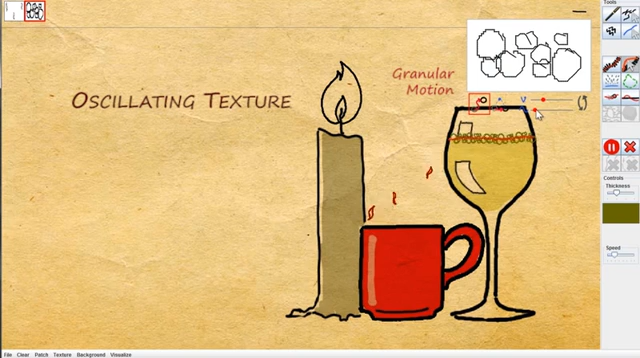 Tools
Granular
Motion
OSCILLATING TEXTURE
Controls
Thickness
Speed
File Clear Patch Texture Background Visualize